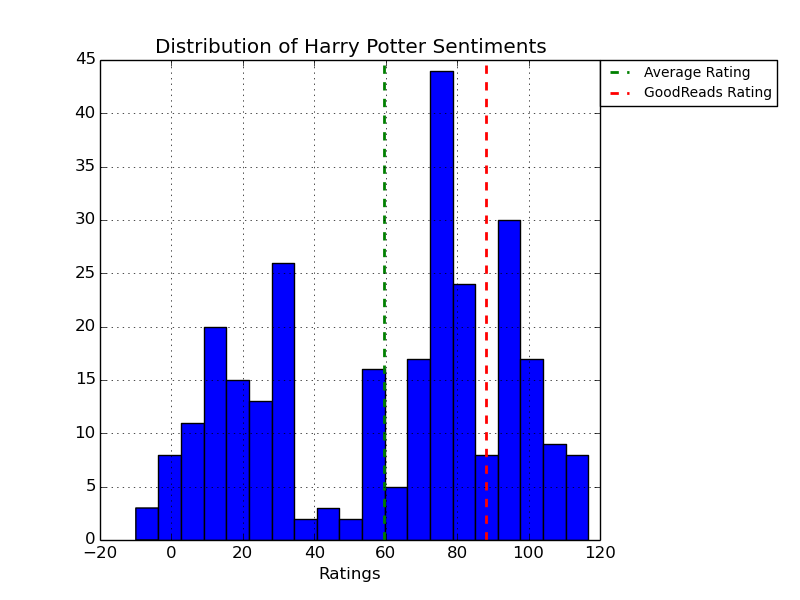 Distribution of Harry Potter Sentiments
Average Rating
GoodReads Rating
45
40
35
30
25
20
15
10
5
0
−20 0 20 40 60 80 100 120
Ratings